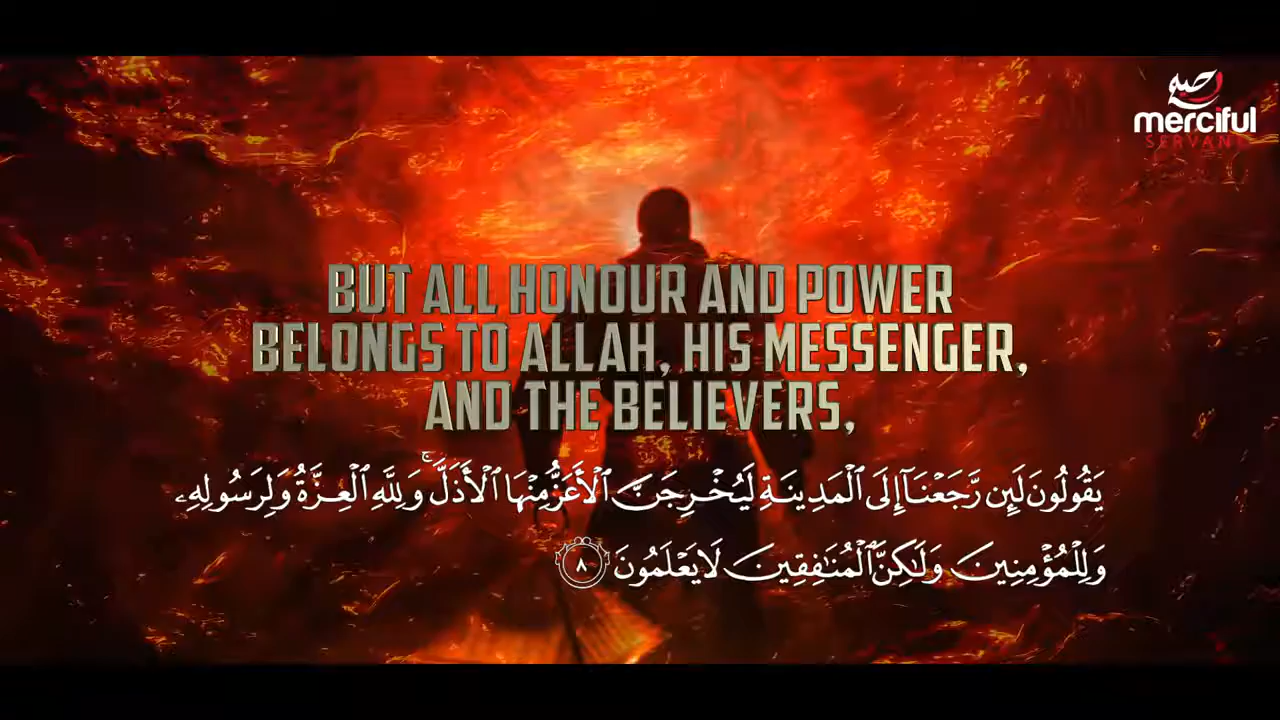 merciful
SERVANT
BUT ALL HONOUR AND POWER
BELONGS TO ALLAH, HIS MESSENGER,
AND THE BELIEVERS,
يَقُولُونَ لَئِن رَّجَعْنَآ إِلَى ٱلْمَدِينَةِ لَيُخْرِجَنَّ ٱلْأَعَزُّ مِنْهَا ٱلْأَذَلَّ ۚ وَلِلَّهِ ٱلْعِزَّةُ وَلِرَسُولِهِۦ
وَلِلْمُؤْمِنِينَ وَلَـٰكِنَّ ٱلْمُنَـٰفِقِينَ لَا يَعْلَمُونَ ٨